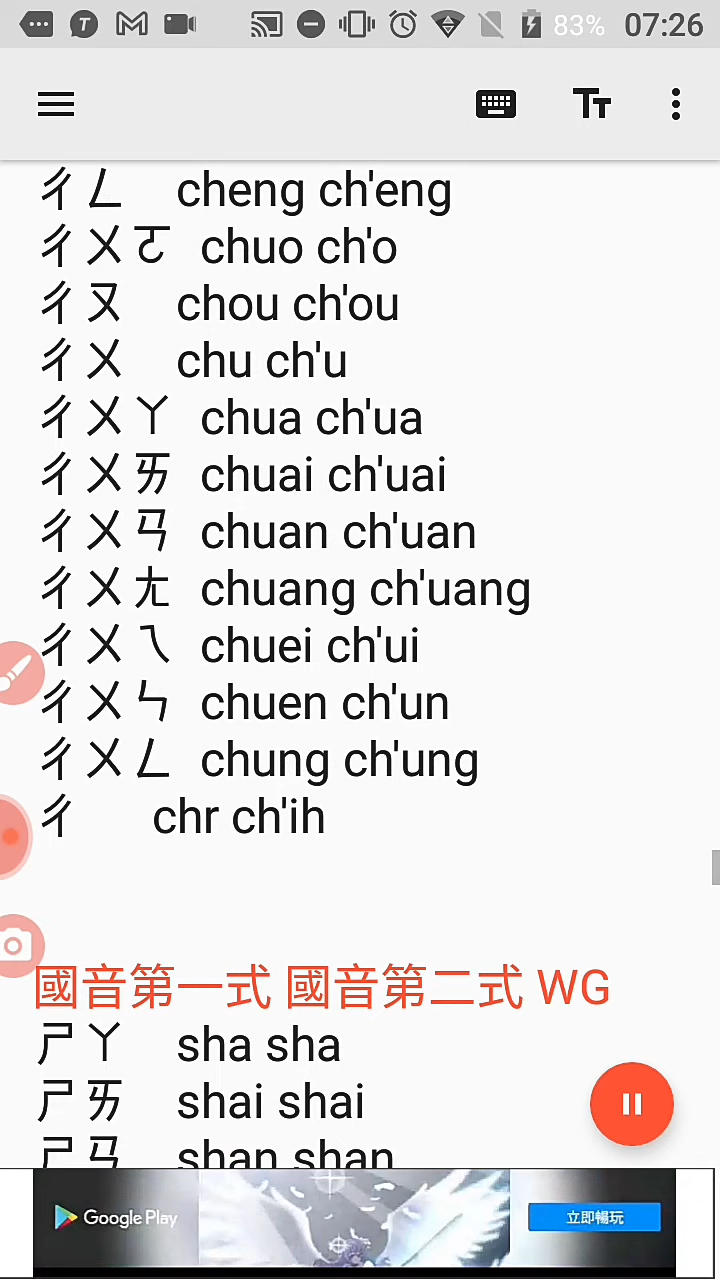 83% 07:26
ㄔㄥ cheng ch'eng
ㄔㄨㄛ chuo ch'o
ㄔㄡ chou ch'ou
ㄔㄨ chu ch'u
ㄔㄨㄚ chua ch'ua
ㄔㄨㄞ chuai ch'uai
ㄔㄨㄢ chuan ch'uan
ㄔㄨㄤ chuang ch'uang
ㄔㄨㄟ chuei ch'ui
ㄔㄨㄣ chuen ch'un
ㄔㄨㄥ chung ch'ung
ㄔ chr ch'ih
國音第一式 國音第二式 WG
ㄕㄚ sha sha
ㄕㄞ shai shai
ㄕㄢ shan shan
Google Play 立即暢玩